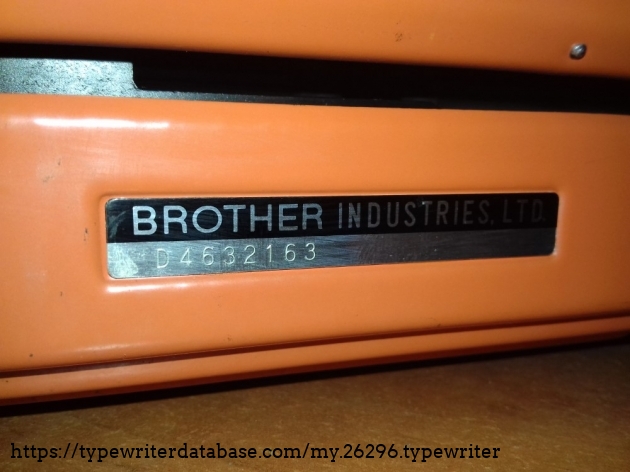 BROTHER INDUSTRIES, LTD.
D4632163
https://typewriterdatabase.com/my.26296.typewriter